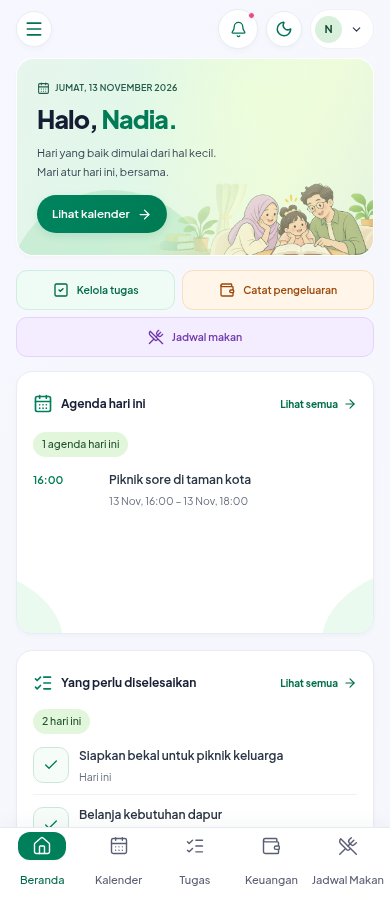 N
JUMAT, 13 NOVEMBER 2026
Halo, Nadia.
Hari yang baik dimulai dari hal kecil.
Mari atur hari ini, bersama.
Lihat kalender
Kelola tugas
Catat pengeluaran
Jadwal makan
Agenda hari ini
Lihat semua
1 agenda hari ini
16:00
Piknik sore di taman kota
13 Nov, 16:00 – 13 Nov, 18:00
Yang perlu diselesaikan
Lihat semua
2 hari ini
Siapkan bekal untuk piknik keluarga
Hari ini
Belanja kebutuhan dapur
Beranda
Kalender
Tugas
Keuangan
Jadwal Makan